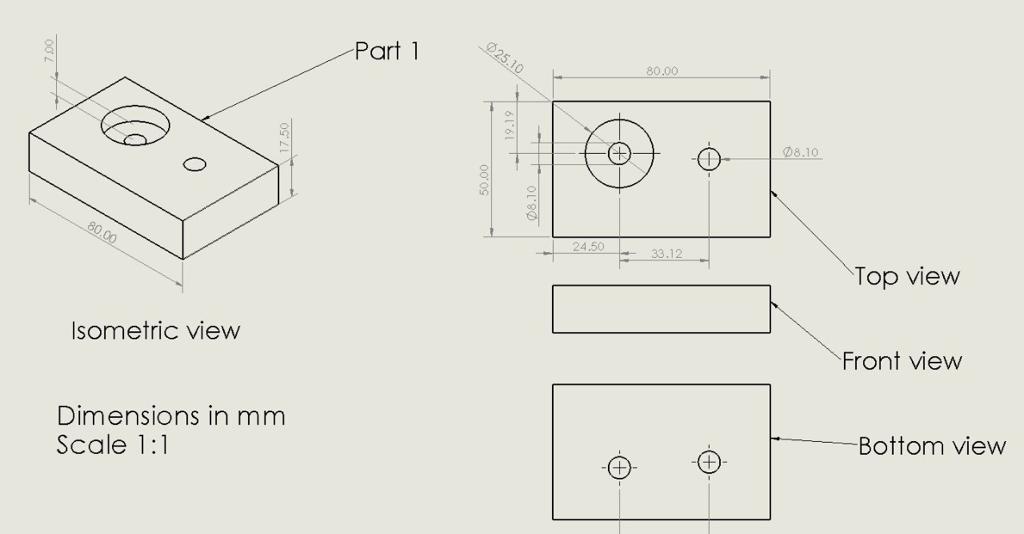 7.00
Part 1
17.50
80.00
Isometric view
Dimensions in mm
Scale 1:1
Ø25.10
80.00
19.19
50.00
Ø8.10
Ø8.10
24.50
33.12
Top view
Front view
Bottom view